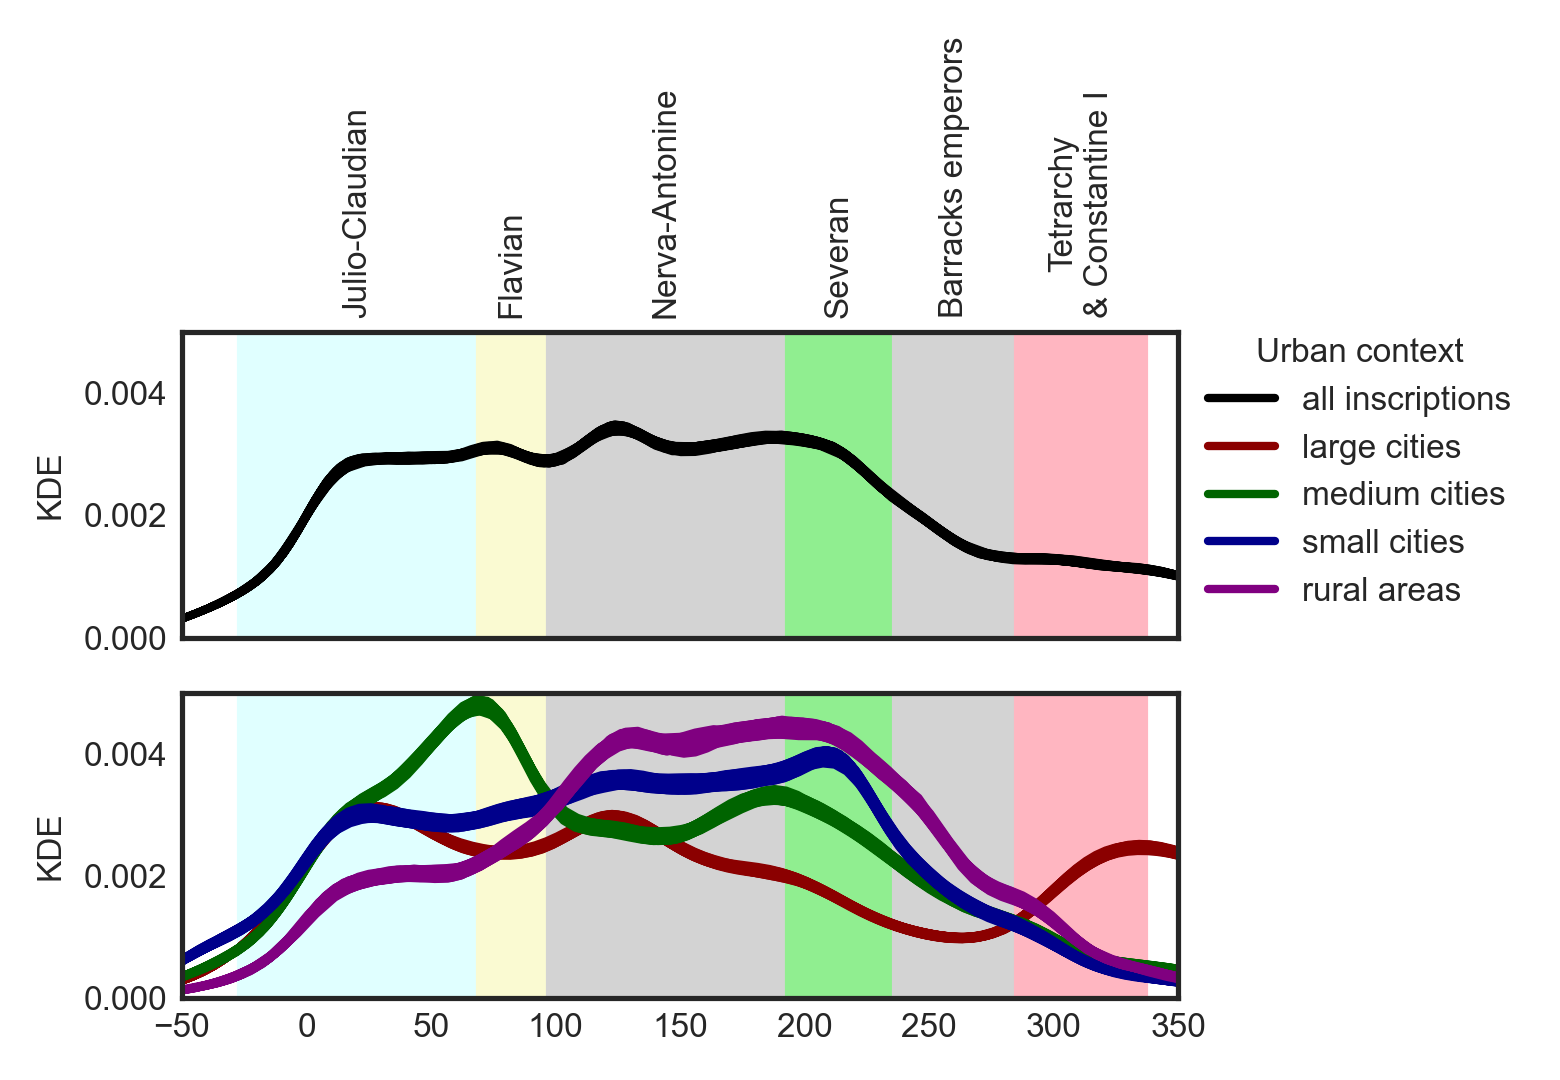 Julio-Claudian
Flavian
Nerva-Antonine
Severan
Barracks emperors
Tetrarchy
& Constantine I
KDE
0.004
0.002
0.000
Urban context
all inscriptions
large cities
medium cities
small cities
rural areas
KDE
0.004
0.002
0.000
−50 0 50 100 150 200 250 300 350